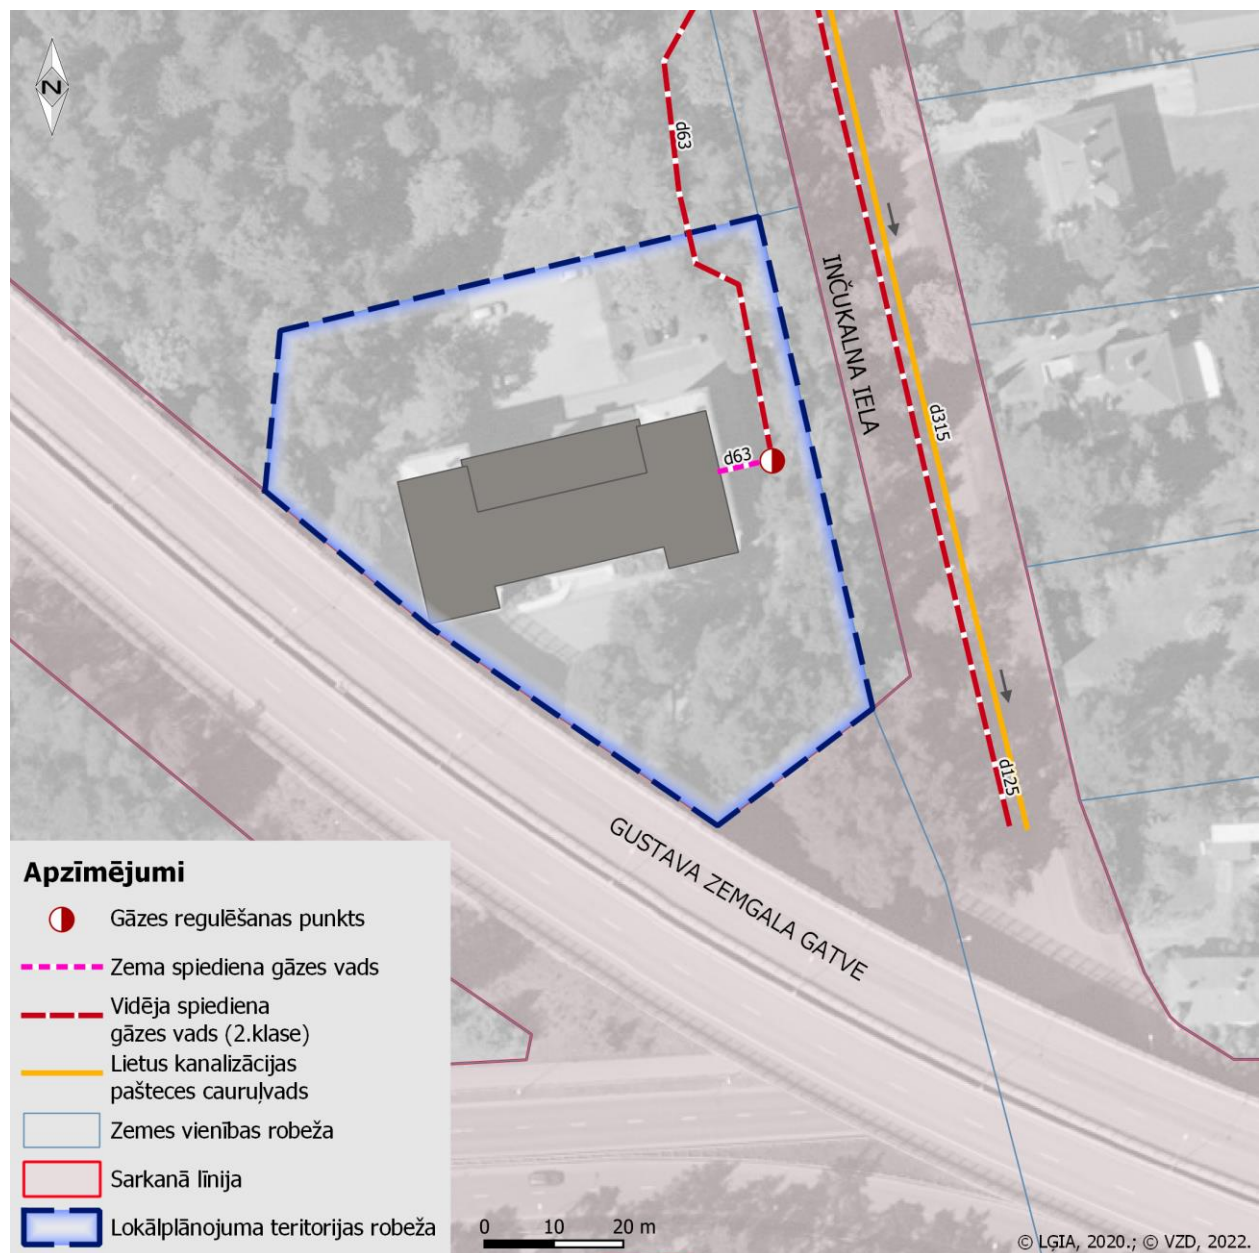 N
d63
INČUKALNA IELA
d315
d63
d125
GUSTAVA ZEMGALA GATVE
Apzīmējumi
Gāzes regulēšanas punkts
Zema spiediena gāzes vads
Vidēja spiediena
gāzes vads (2.klase)
Lietus kanalizācijas
pašteces cauruļvads
Zemes vienības robeža
Sarkanā līnija
Lokālplānojuma teritorijas robeža
0 10 20 m
© LĢIA, 2020.; © VZD, 2022.